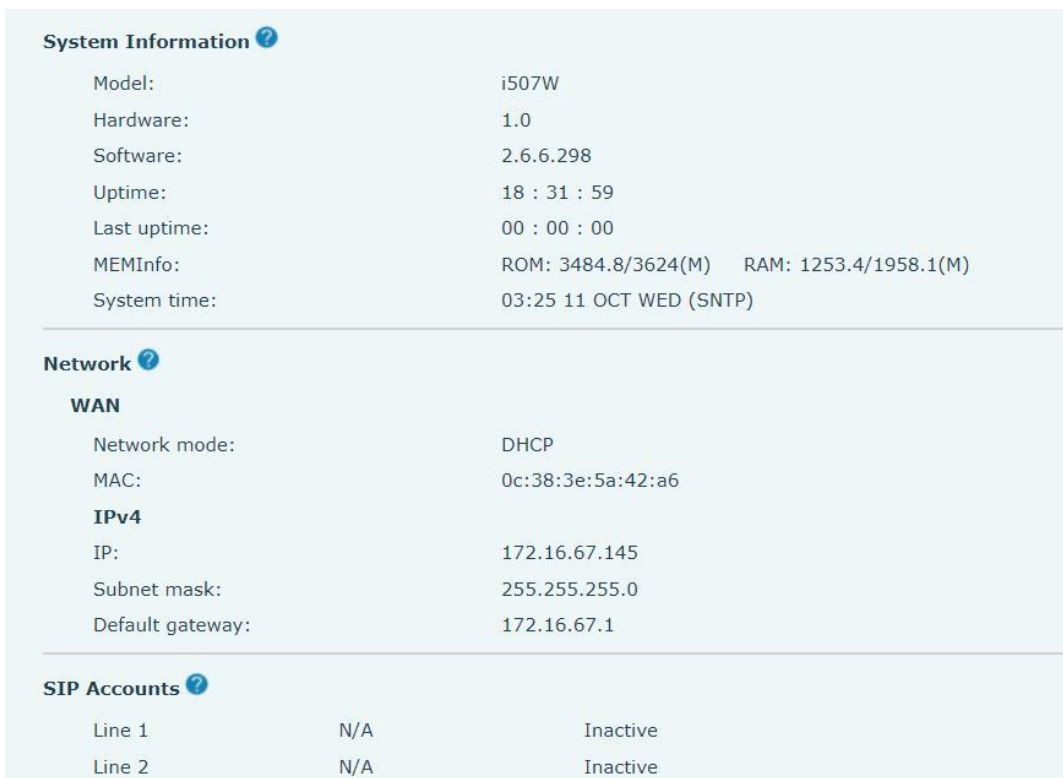 System Information ?
Model: i507W
Hardware: 1.0
Software: 2.6.6.298
Uptime: 18 : 31 : 59
Last uptime: 00 : 00 : 00
MEMInfo: ROM: 3484.8/3624(M) RAM: 1253.4/1958.1(M)
System time: 03:25 11 OCT WED (SNTP)
Network ?
WAN
Network mode: DHCP
MAC: 0c:38:3e:5a:42:a6
IPv4
IP: 172.16.67.145
Subnet mask: 255.255.255.0
Default gateway: 172.16.67.1
SIP Accounts ?
Line 1 N/A Inactive
Line 2 N/A Inactive